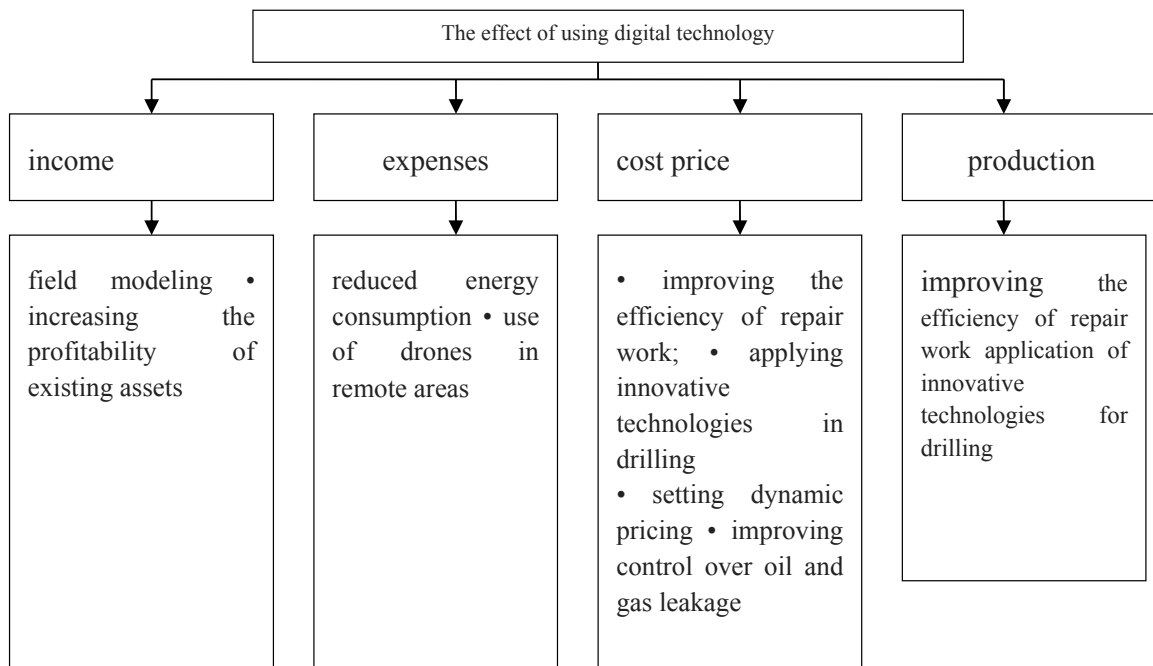 The effect of using digital technology
income
expenses
cost price
production
field modeling •
increasing the
profitability of
existing assets
reduced energy
consumption • use
of drones in
remote areas
• improving the
efficiency of repair
work; • applying
innovative
technologies in
drilling
• setting dynamic
pricing • improving
control over oil and
gas leakage
improving the
efficiency of repair
work application of
innovative
technologies for
drilling